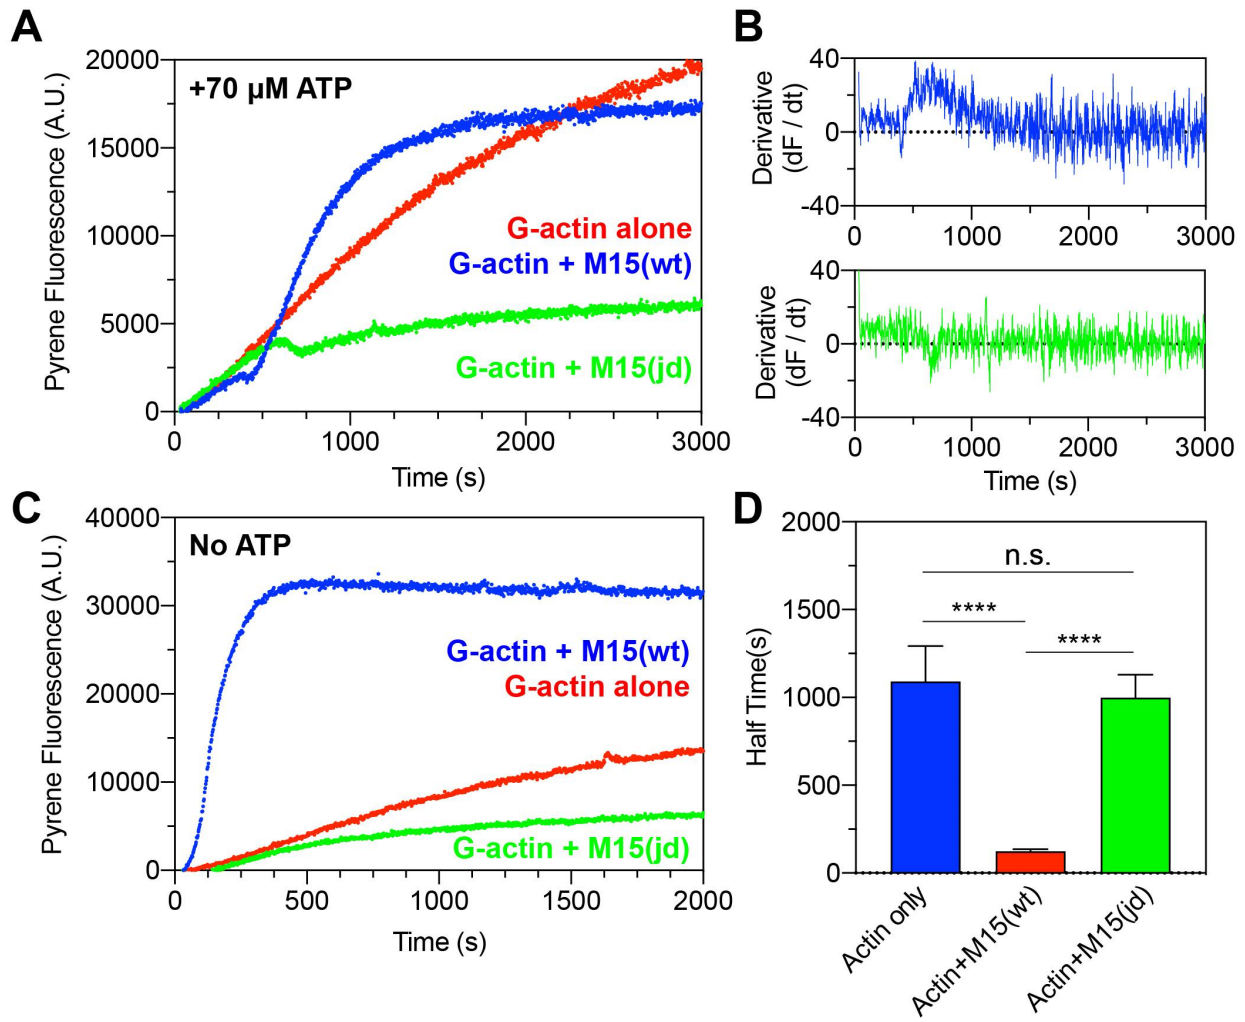 A
+70 µM ATP
20000
15000
10000
5000
0
Pyrene Fluorescence (A.U.)
G-actin alone
G-actin + M15(wt)
G-actin + M15(jd)
0
1000
2000
3000
Time (s)
B
40
0
-40
Derivative
(dF / dt)
0
1000
2000
3000
40
0
-40
Derivative
(dF / dt)
0
1000
2000
3000
Time (s)
C
No ATP
40000
30000
20000
10000
0
Pyrene Fluorescence (A.U.)
G-actin + M15(wt)
G-actin alone
G-actin + M15(jd)
0
500
1000
1500
2000
Time (s)
D
2000
1500
1000
500
0
Half Time(s)
n.s.
****
****
Actin only
Actin+M15(wt)
Actin+M15(jd)